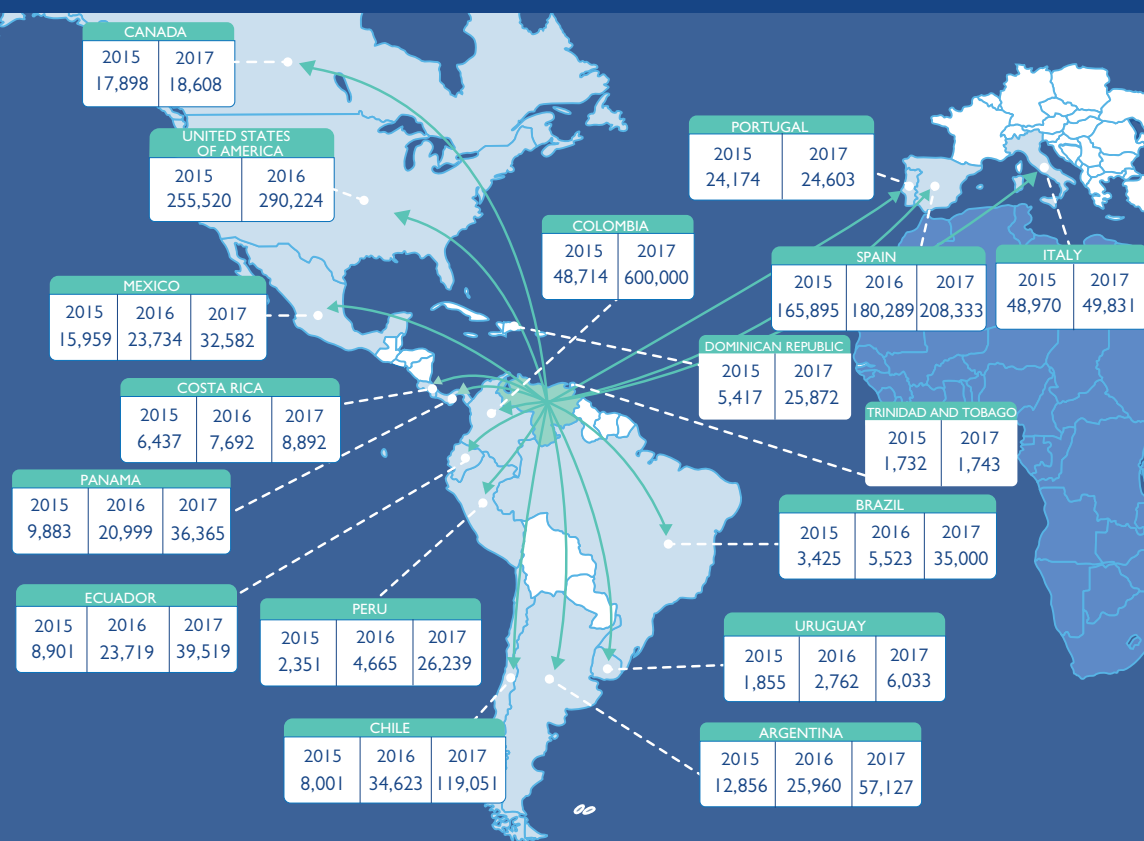 CANADA
2015 2017
17,898 18,608
UNITED STATES
OF AMERICA
2015 2016
255,520 290,224
PORTUGAL
2015 2017
24,174 24,603
COLOMBIA
2015 2017
48,714 600,000
SPAIN
2015 2016 2017
165,895 180,289 208,333
ITALY
2015 2017
48,970 49,831
MEXICO
2015 2016 2017
15,959 23,734 32,582
DOMINICAN REPUBLIC
2015 2017
5,417 25,872
COSTA RICA
2015 2016 2017
6,437 7,692 8,892
TRINIDAD AND TOBAGO
2015 2017
1,732 1,743
PANAMA
2015 2016 2017
9,883 20,999 36,365
BRAZIL
2015 2016 2017
3,425 5,523 35,000
ECUADOR
2015 2016 2017
8,901 23,719 39,519
PERU
2015 2016 2017
2,351 4,665 26,239
URUGUAY
2015 2016 2017
1,855 2,762 6,033
CHILE
2015 2016 2017
8,001 34,623 119,051
ARGENTINA
2015 2016 2017
12,856 25,960 57,127